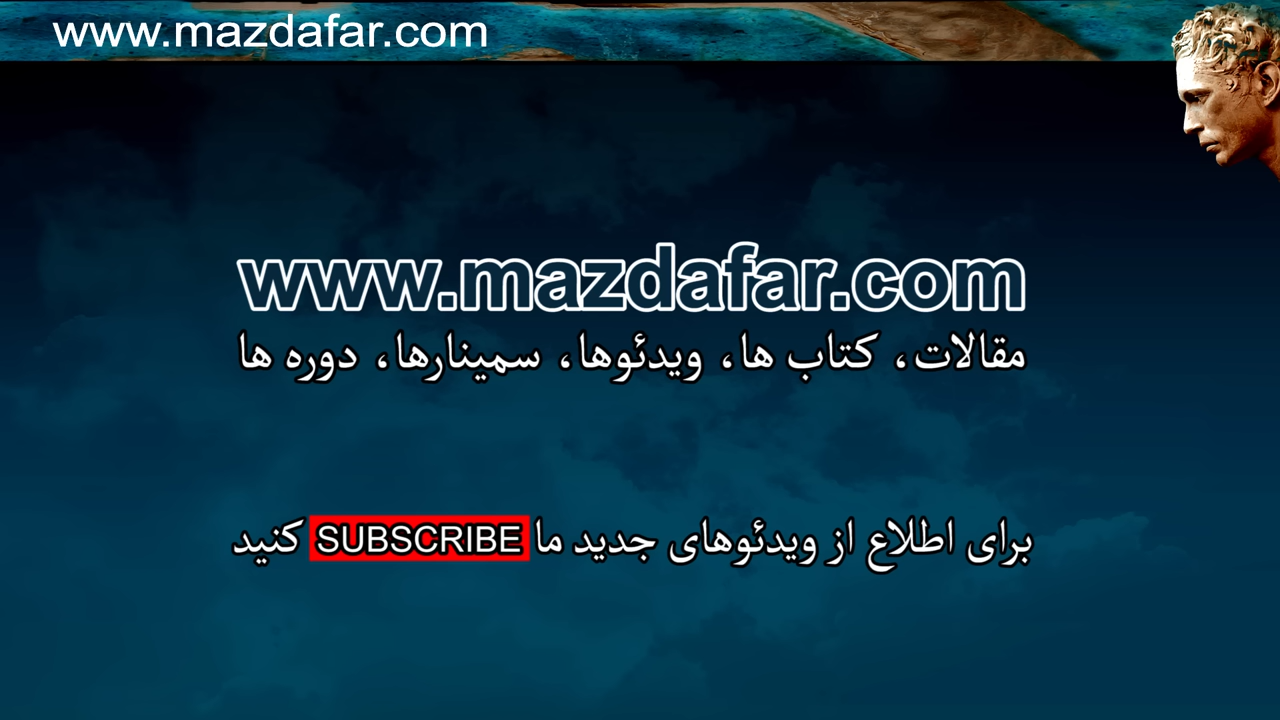 www.mazdafar.com
www.mazdafar.com
مقالات، کتاب ها، ویدئوها، سمینارها، دوره ها
برای اطلاع از ویدئوهای جدید ما SUBSCRIBE کنید